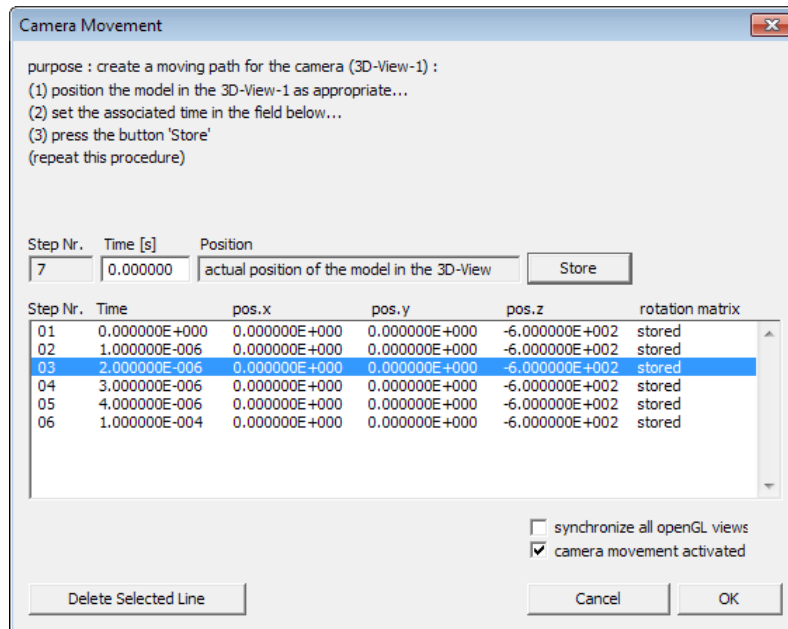 Camera Movement
purpose : create a moving path for the camera (3D-View-1) :
(1) position the model in the 3D-View-1 as appropriate...
(2) set the associated time in the field below...
(3) press the button 'Store'
(repeat this procedure)
Step Nr. Time [s] Position
7 0.000000 actual position of the model in the 3D-View Store
Step Nr. Time pos.x pos.y pos.z rotation matrix
01 0.000000E+000 0.000000E+000 0.000000E+000 -6.000000E+002 stored
02 1.000000E-006 0.000000E+000 0.000000E+000 -6.000000E+002 stored
03 2.000000E-006 0.000000E+000 0.000000E+000 -6.000000E+002 stored
04 3.000000E-006 0.000000E+000 0.000000E+000 -6.000000E+002 stored
05 4.000000E-006 0.000000E+000 0.000000E+000 -6.000000E+002 stored
06 1.000000E-004 0.000000E+000 0.000000E+000 -6.000000E+002 stored
synchronize all openGL views
camera movement activated
Delete Selected Line Cancel OK